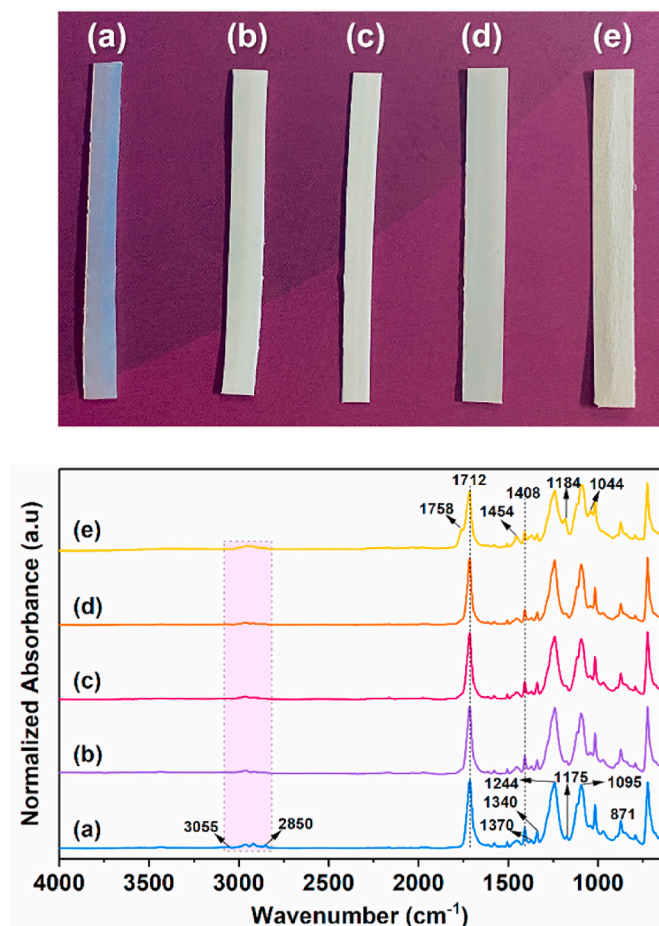 (a) (b) (c) (d) (e)
1712
1758
1454
1408
1184
1044
(e)
(d)
(c)
(b)
(a)
3055
2850
1244
1340
1370
1175
1095
871
Normalized Absorbance (a.u)
4000 3500 3000 2500 2000 1500 1000
Wavenumber (cm⁻¹)